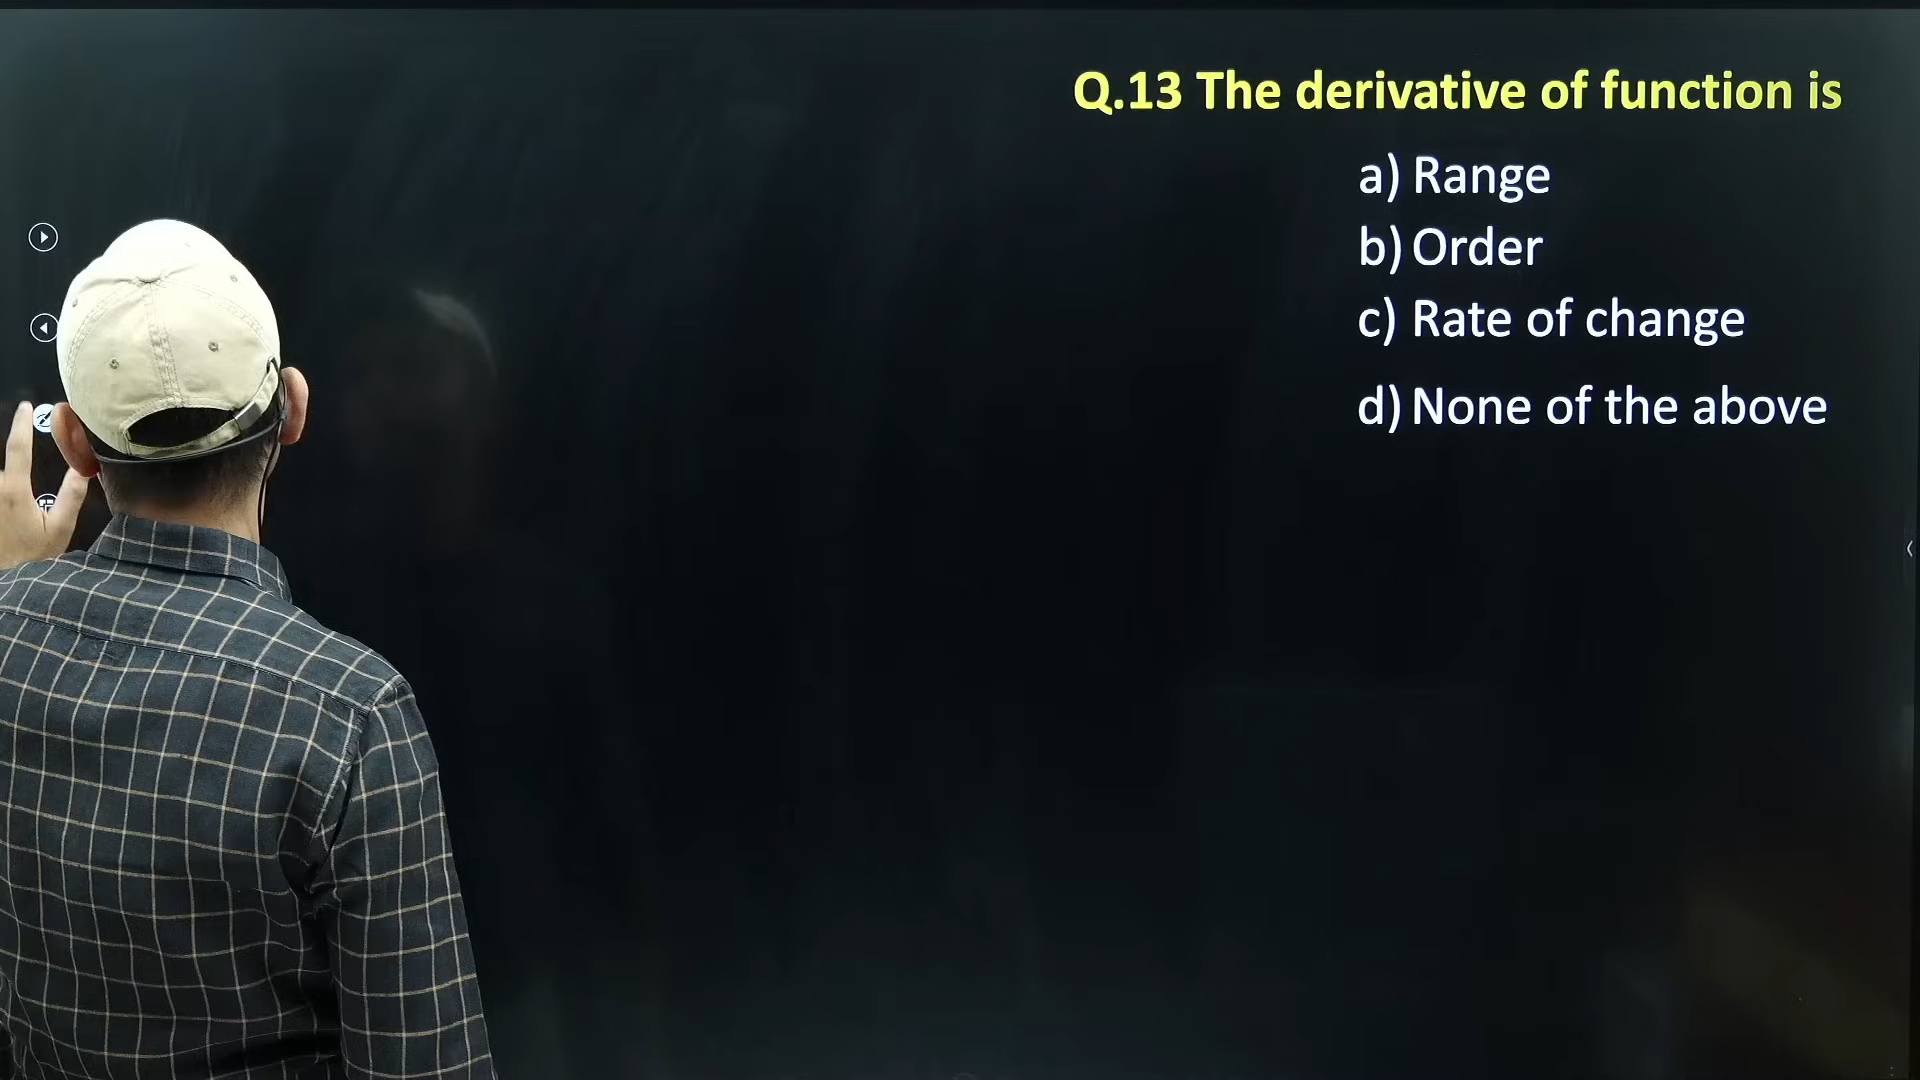 Q.13 The derivative of function is
a) Range
b) Order
c) Rate of change
d) None of the above